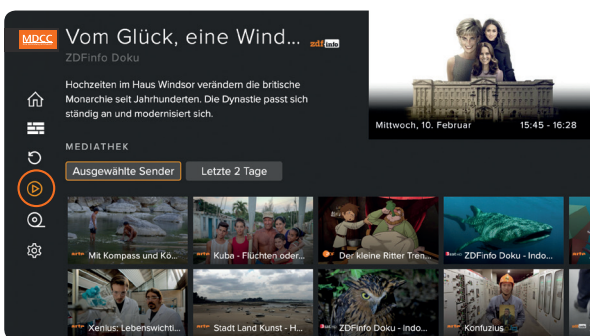 MDCC
Vom Glück, eine Wind...
zdf info
ZDFinfo Doku
Hochzeiten im Haus Windsor verändern die britische
Monarchie seit Jahrhunderten. Die Dynastie passt sich
ständig an und modernisiert sich.
Mittwoch, 10. Februar 15:45 - 16:28
MEDIATHEK
Ausgewählte Sender Letzte 2 Tage
arte Mit Kompass und Kö...
arte Kuba - Flüchten oder...
Der kleine Ritter Tren...
3sat ZDFinfo Doku - Indo...
arte
arte Xenius: Lebenswichti...
arte Stadt Land Kunst - H...
3sat ZDFinfo Doku - Indo...
arte Konfuzius